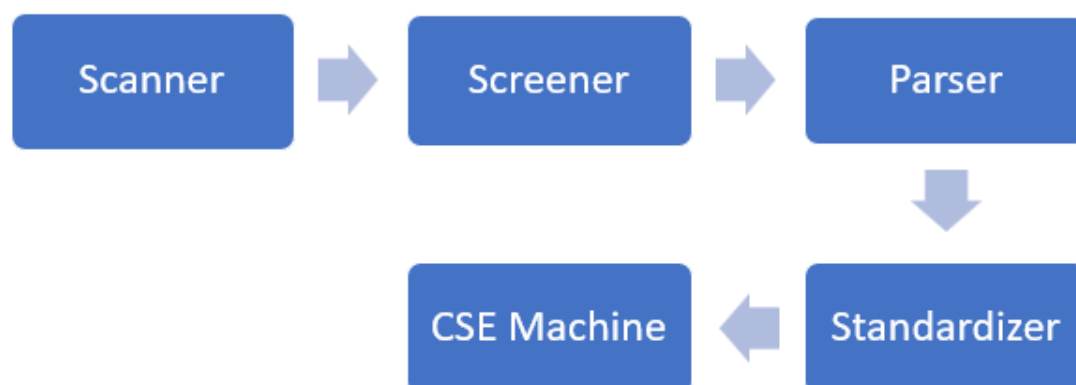 Scanner
Screener
Parser
Standardizer
CSE Machine